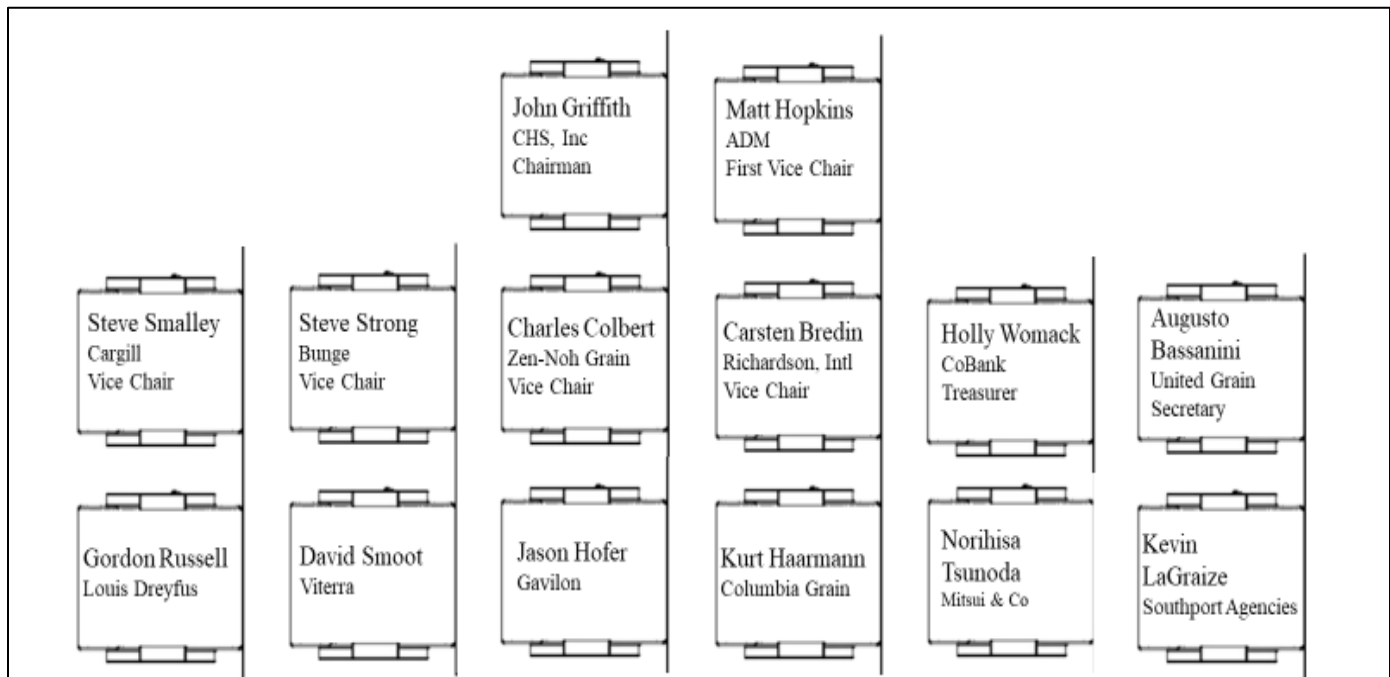 John Griffith
CHS, Inc
Chairman
Matt Hopkins
ADM
First Vice Chair
Steve Smalley
Cargill
Vice Chair
Steve Strong
Bunge
Vice Chair
Charles Colbert
Zen-Noh Grain
Vice Chair
Carsten Bredin
Richardson, Intl
Vice Chair
Holly Womack
CoBank
Treasurer
Augusto
Bassanini
United Grain
Secretary
Gordon Russell
Louis Dreyfus
David Smoot
Viterra
Jason Hofer
Gavilon
Kurt Haarmann
Columbia Grain
Norihisa
Tsunoda
Mitsui & Co
Kevin
LaGraize
Southport Agencies